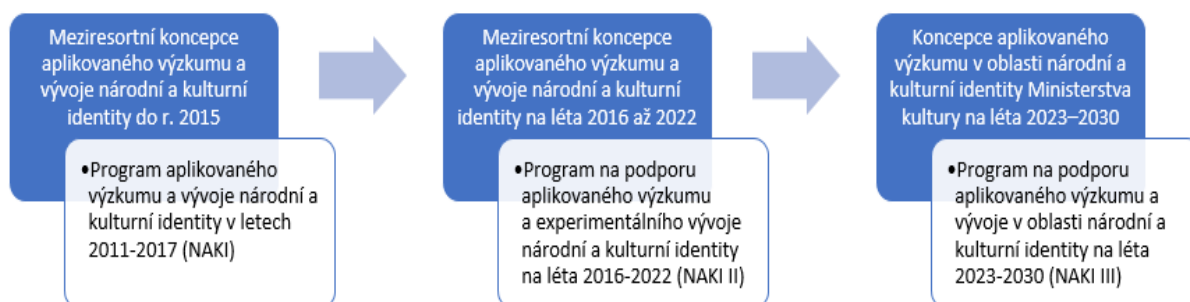 Meziresortní koncepce
aplikovaného výzkumu a
vývoje národní a kulturní
identity do r. 2015
•Program aplikovaného
výzkumu a vývoje národní a
kulturní identity v letech
2011-2017 (NAKI)
Meziresortní koncepce
aplikovaného výzkumu a
vývoje národní a kulturní
identity na léta 2016 až 2022
•Program na podporu
aplikovaného výzkumu
a experimentálního vývoje
národní a kulturní identity
na léta 2016-2022 (NAKI II)
Koncepce aplikovaného
výzkumu v oblasti národní a
kulturní identity Ministerstva
kultury na léta 2023–2030
•Program na podporu
aplikovaného výzkumu a
vývoje v oblasti národní a
kulturní identity na léta
2023-2030 (NAKI III)